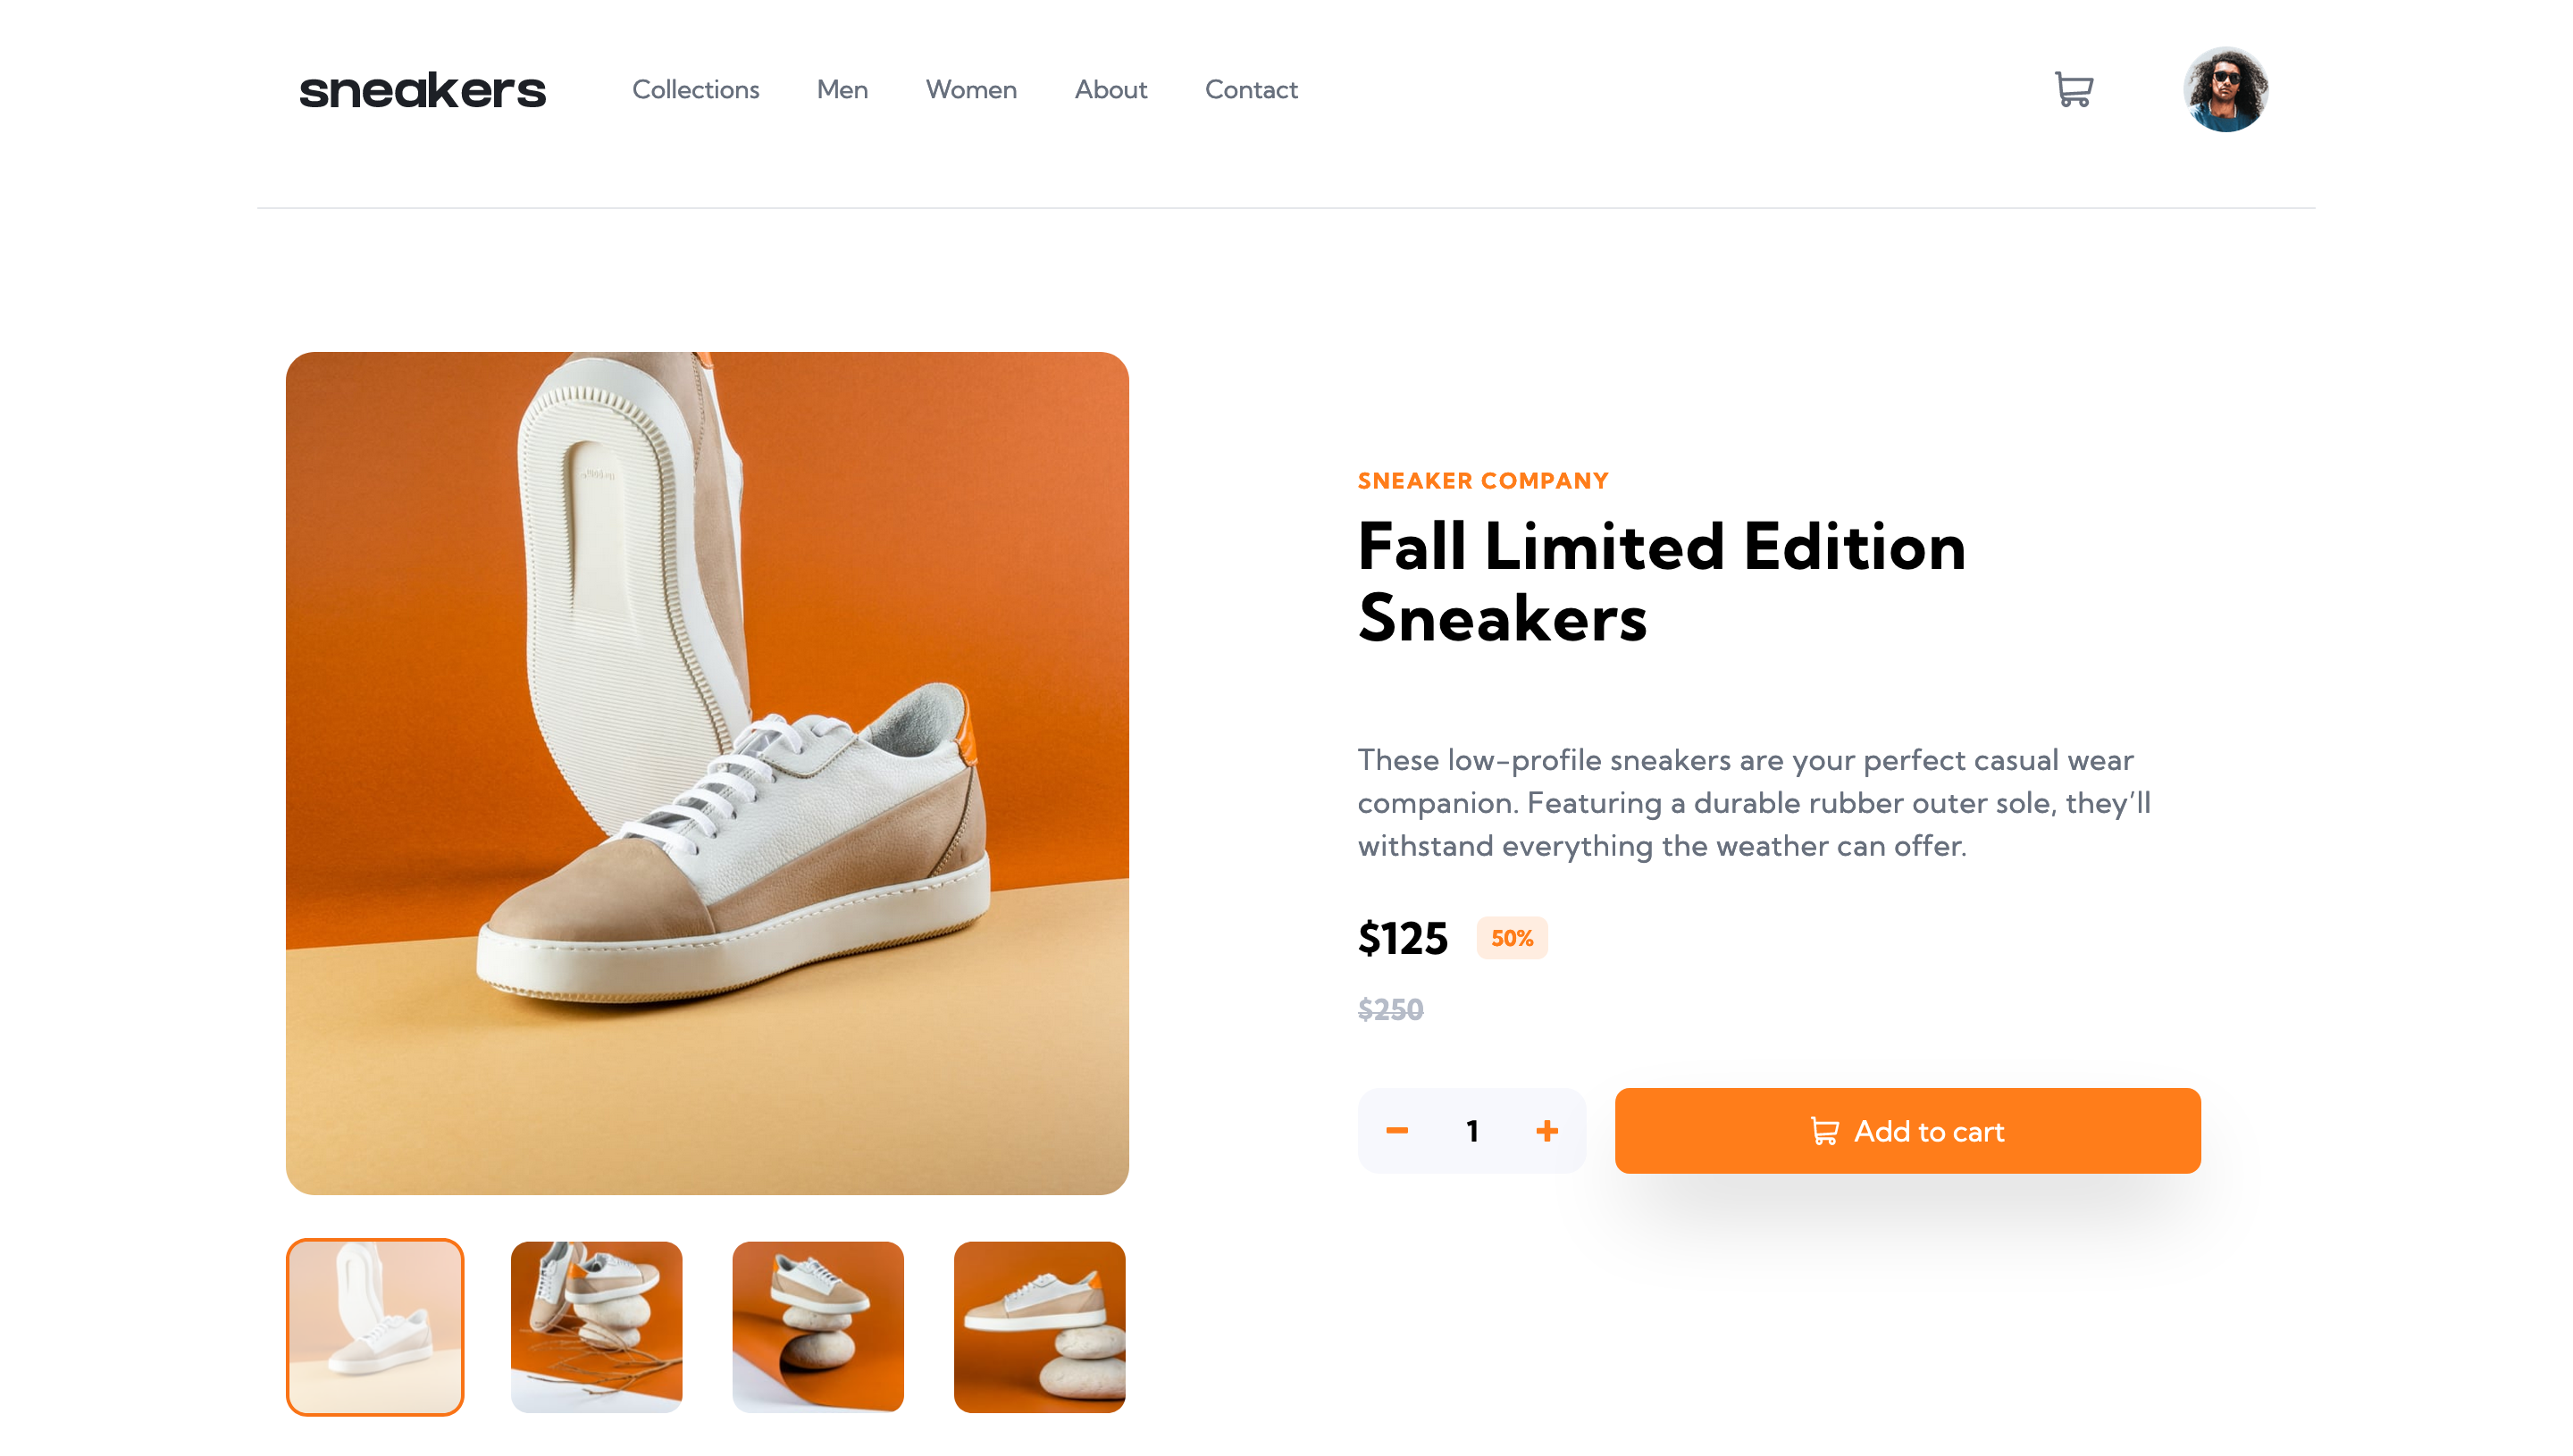 sneakers
Collections Men Women About Contact
SNEAKER COMPANY
Fall Limited Edition
Sneakers
These low-profile sneakers are your perfect casual wear
companion. Featuring a durable rubber outer sole, they’ll
withstand everything the weather can offer.
$125 50%
$250
1
Add to cart